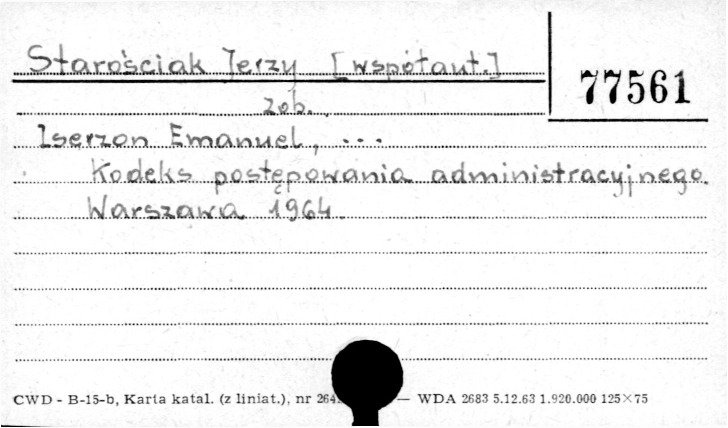 Starościak Jerzy [współaut.]
77561
zob.
Iserzon Emanuel, ...
Kodeks postępowania administracyjnego.
Warszawa 1964
CWD - B-15-b, Karta katal. (z liniat.), nr 264 — WDA 2683 5.12.63 1.920.000 125×75